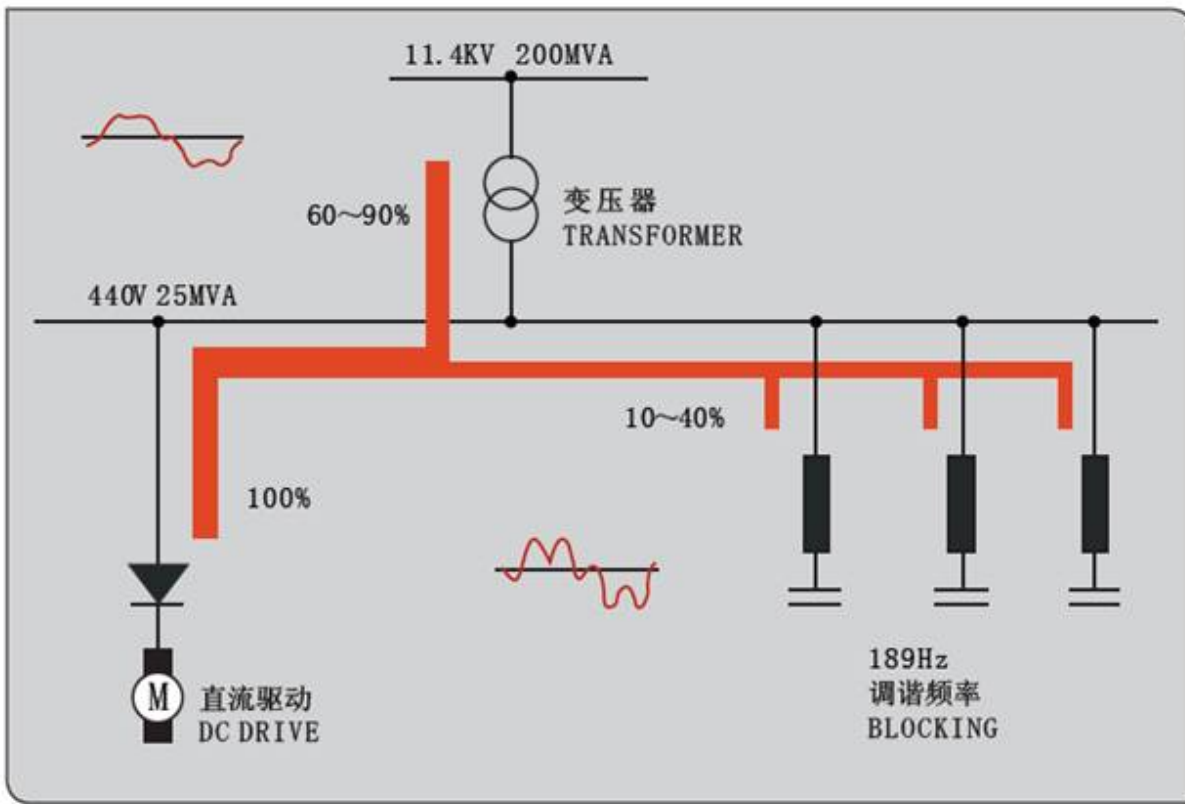 11.4KV 200MVA
60～90%
变压器
TRANSFORMER
440V 25MVA
10～40%
100%
189Hz
调谐频率
BLOCKING
M
直流驱动
DC DRIVE